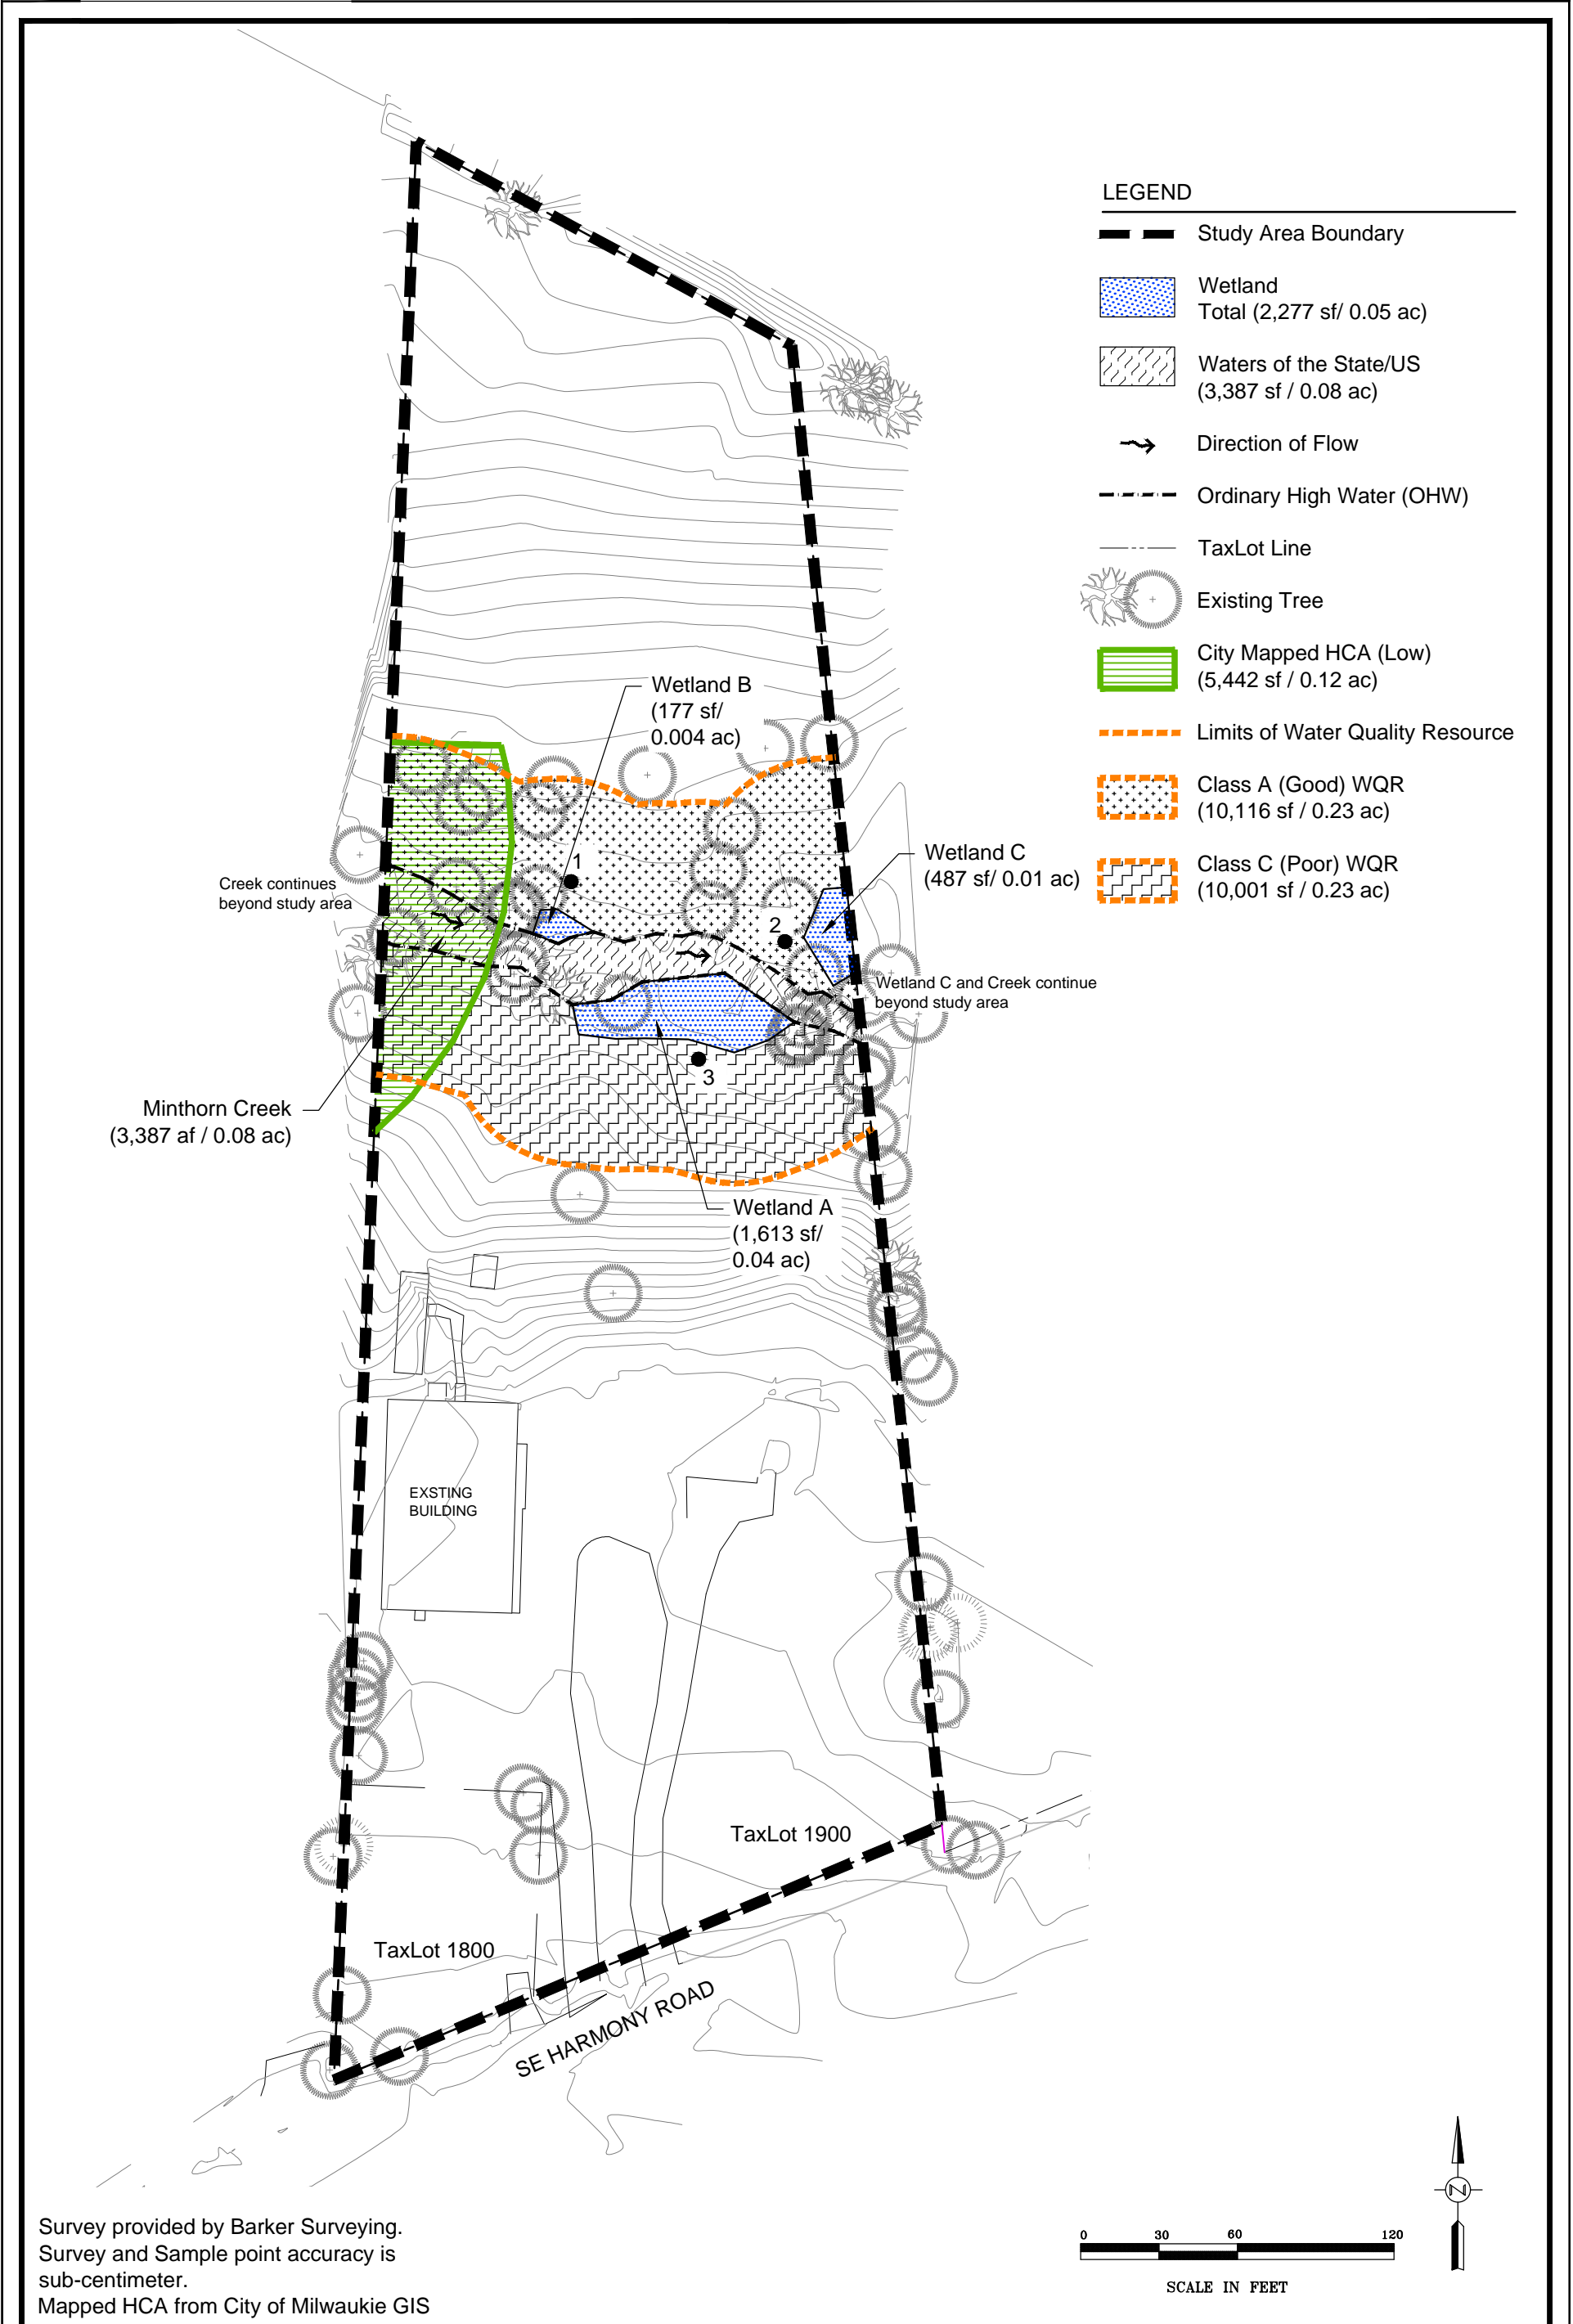 LEGEND
Study Area Boundary
Wetland
Total (2,277 sf/ 0.05 ac)
Waters of the State/US
(3,387 sf / 0.08 ac)
Direction of Flow
Ordinary High Water (OHW)
TaxLot Line
Existing Tree
City Mapped HCA (Low)
(5,442 sf / 0.12 ac)
Limits of Water Quality Resource
Class A (Good) WQR
(10,116 sf / 0.23 ac)
Class C (Poor) WQR
(10,001 sf / 0.23 ac)
Wetland B
(177 sf/
0.004 ac)
Wetland C
(487 sf/ 0.01 ac)
1
Creek continues
beyond study area
2
Wetland C and Creek continue
beyond study area
3
Minthorn Creek
(3,387 af / 0.08 ac)
Wetland A
(1,613 sf/
0.04 ac)
EXSTING
BUILDING
TaxLot 1900
TaxLot 1800
SE HARMONY ROAD
Survey provided by Barker Surveying.
Survey and Sample point accuracy is
sub-centimeter.
Mapped HCA from City of Milwaukie GIS
0 30 60 120
SCALE IN FEET
N